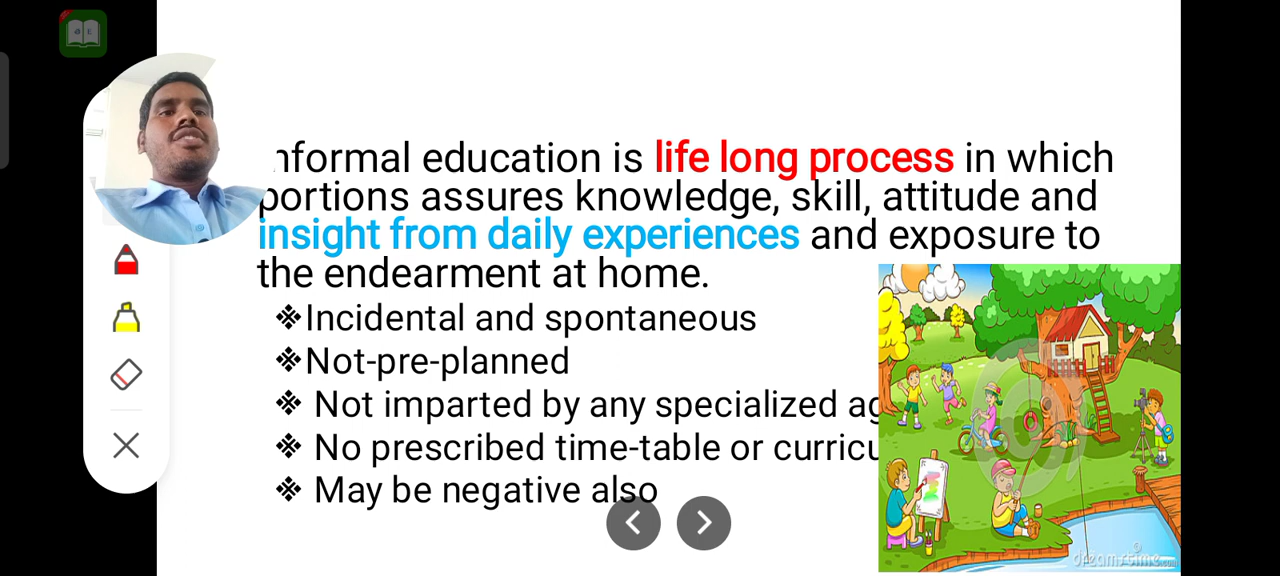 nformal education is life long process in which
portions assures knowledge, skill, attitude and
insight from daily experiences and exposure to
the endearment at home.
❖Incidental and spontaneous
❖Not-pre-planned
❖ Not imparted by any specialized ag
❖ No prescribed time-table or curricu
❖ May be negative also
dreamstime.com